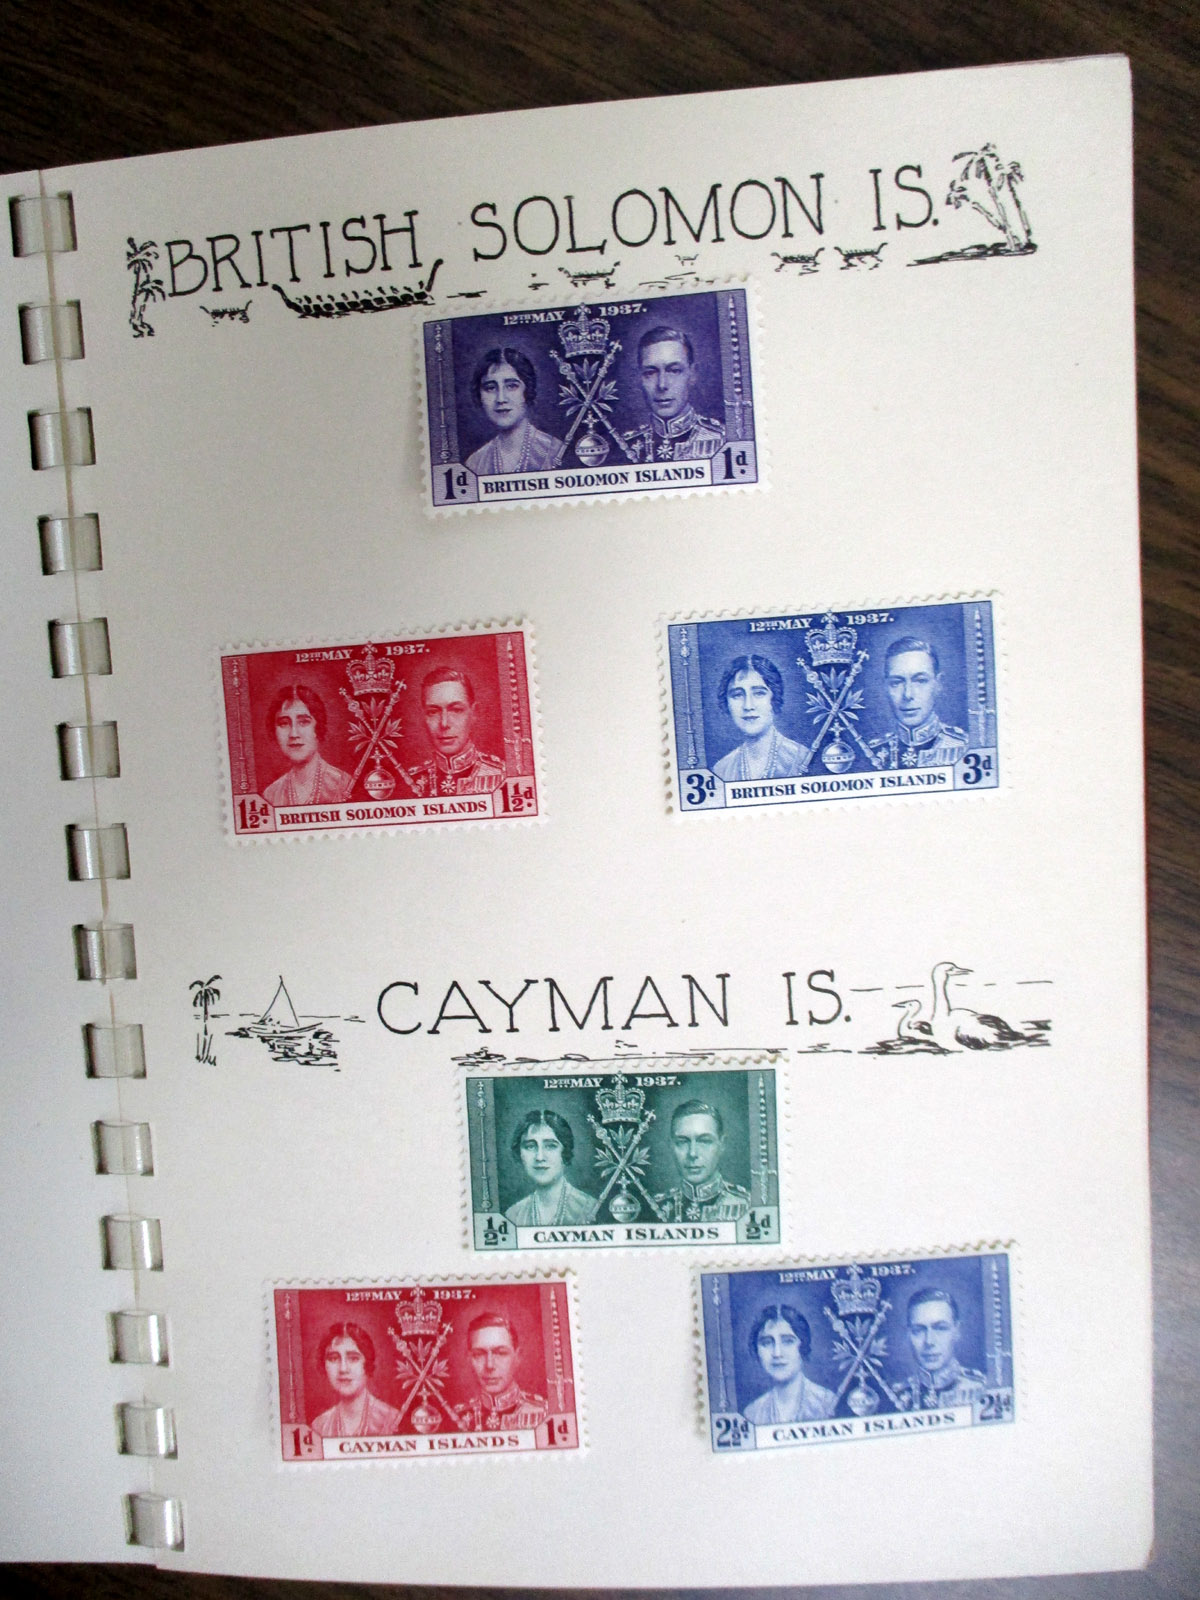 BRITISH SOLOMON IS.
12TH MAY 1937.
1d. BRITISH SOLOMON ISLANDS 1d.
12TH MAY 1937.
1½d. BRITISH SOLOMON ISLANDS 1½d.
12TH MAY 1937.
3d. BRITISH SOLOMON ISLANDS 3d.
CAYMAN IS.
12TH MAY 1937.
½d. CAYMAN ISLANDS ½d.
12TH MAY 1937.
1d. CAYMAN ISLANDS 1d.
12TH MAY 1937.
2½d. CAYMAN ISLANDS 2½d.